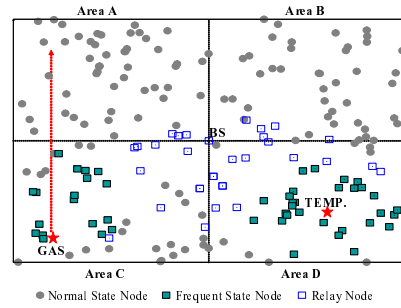 Area A Area B
BS
TEMP.
GAS
Area C Area D
Normal State Node Frequent State Node Relay Node